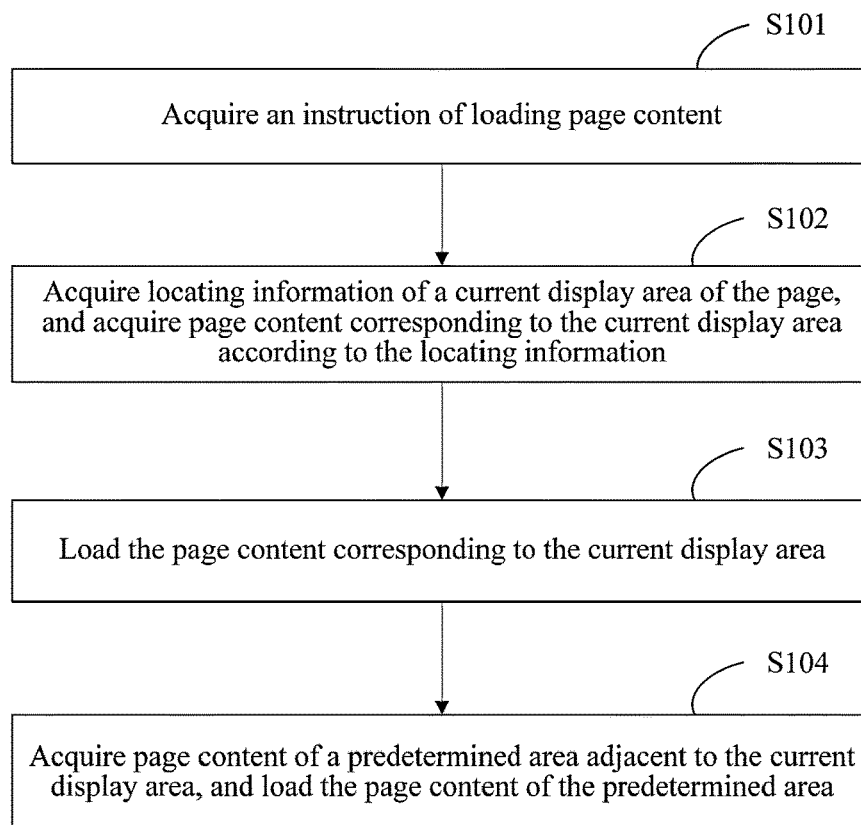 S101
Acquire an instruction of loading page content
S102
Acquire locating information of a current display area of the page,
and acquire page content corresponding to the current display area
according to the locating information
S103
Load the page content corresponding to the current display area
S104
Acquire page content of a predetermined area adjacent to the current
display area, and load the page content of the predetermined area